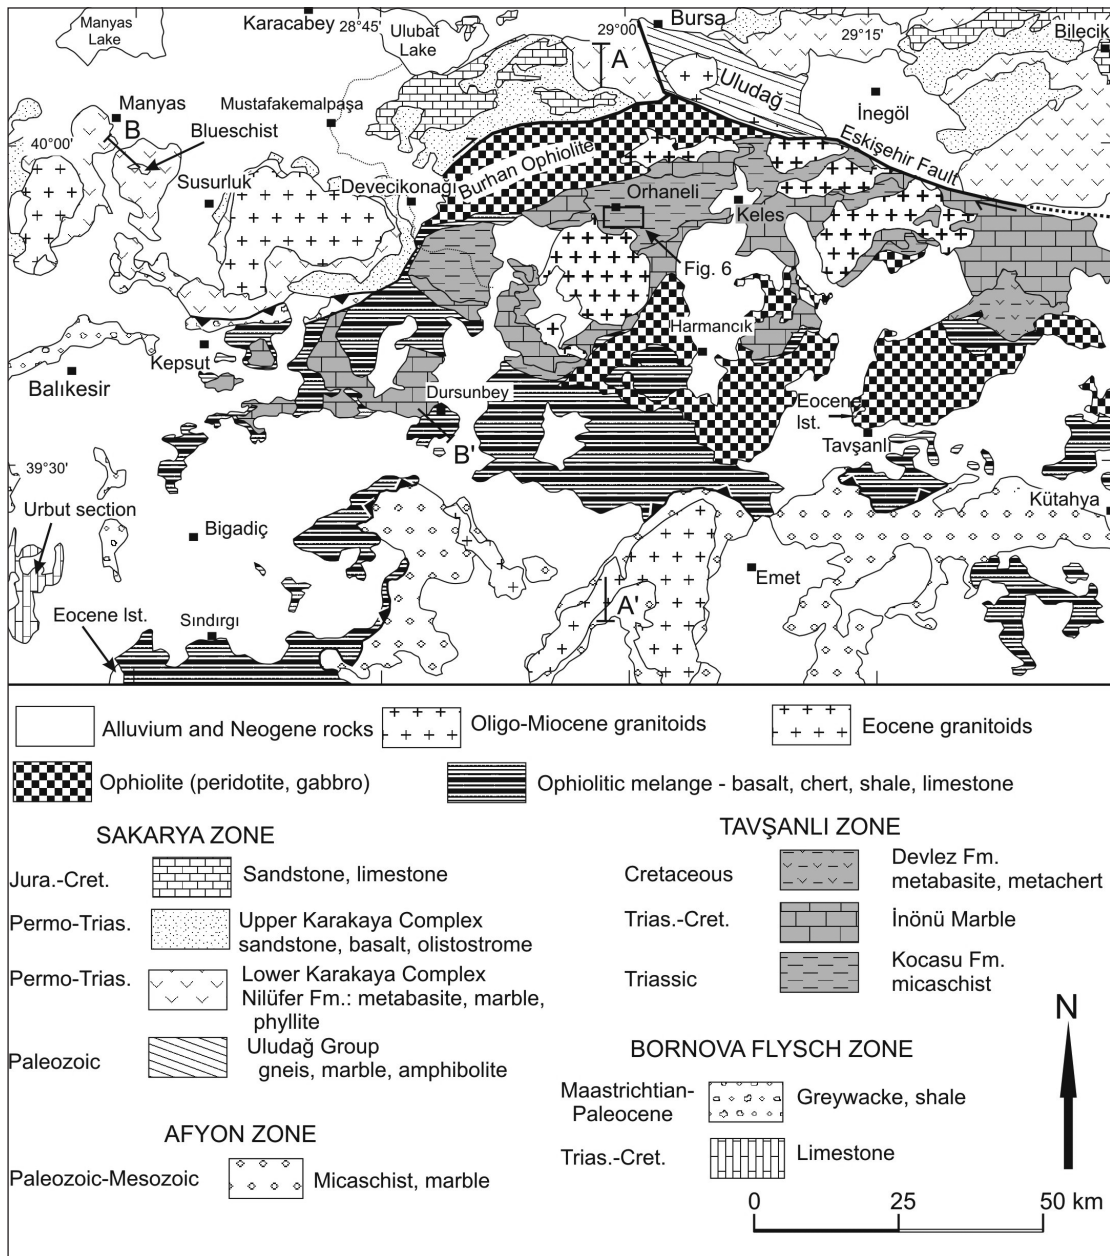 Manyas
Lake
Karacabey
28°45'
Ulubat
Lake
29°00'
Bursa
29°15'
Bilecik
A
Uludağ
Manyas
B
Blueschist
Mustafakemalpaşa
İnegöl
40°00'
Burhan Ophiolite
Eskişehir Fault
Susurluk
Devecikonağı
Orhaneli
Keles
Fig. 6
Harmancık
Kepsut
Balıkesir
Dursunbey
Eocene
lst.
Tavşanlı
B'
39°30'
Urbut section
Bigadiç
Kütahya
Emet
A'
Eocene lst.
Sındırgı
Alluvium and Neogene rocks
Oligo-Miocene granitoids
Eocene granitoids
Ophiolite (peridotite, gabbro)
Ophiolitic melange - basalt, chert, shale, limestone
SAKARYA ZONE
Jura.-Cret.
Sandstone, limestone
Permo-Trias.
Upper Karakaya Complex
sandstone, basalt, olistostrome
Permo-Trias.
Lower Karakaya Complex
Nilüfer Fm.: metabasite, marble,
phyllite
Paleozoic
Uludağ Group
gneis, marble, amphibolite
AFYON ZONE
Paleozoic-Mesozoic
Micaschist, marble
TAVŞANLI ZONE
Cretaceous
Devlez Fm.
metabasite, metachert
Trias.-Cret.
İnönü Marble
Triassic
Kocasu Fm.
micaschist
N
BORNOVA FLYSCH ZONE
Maastrichtian-
Paleocene
Greywacke, shale
Trias.-Cret.
Limestone
0 25 50 km